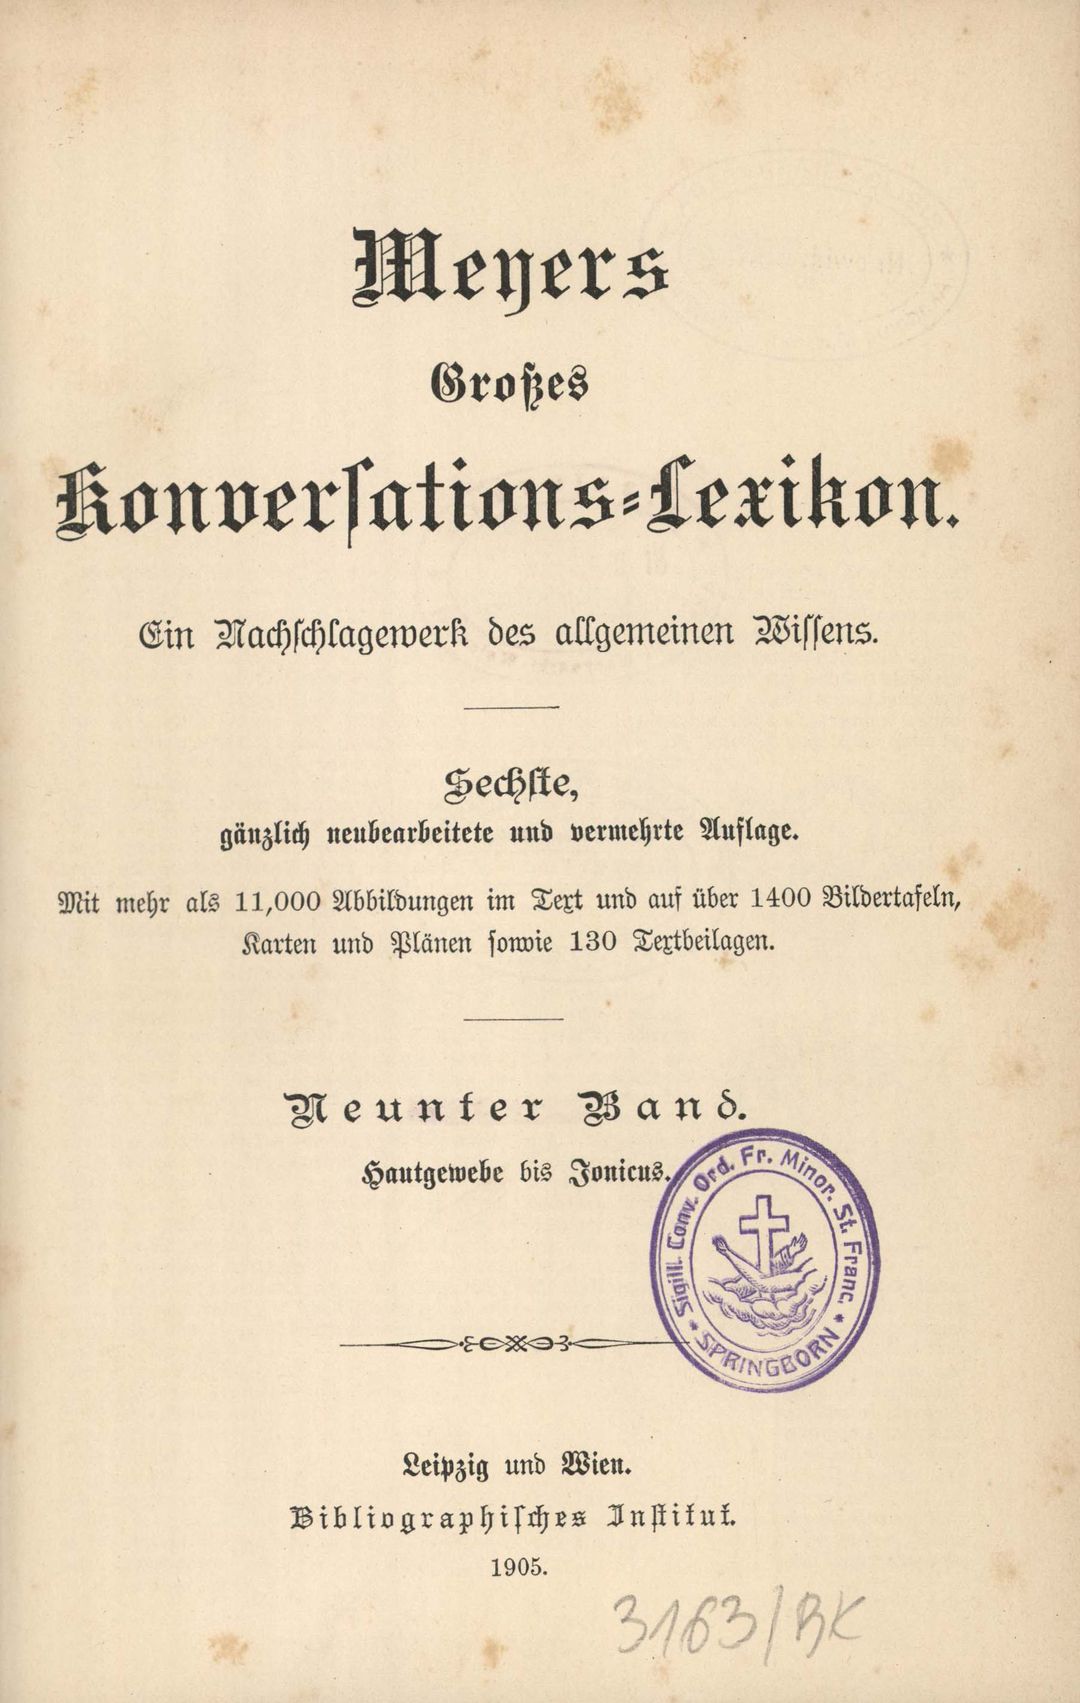 Meyers
Großes
Konversations-Lexikon.
Ein Nachschlagewerk des allgemeinen Wissens.
Sechste,
gänzlich neubearbeitete und vermehrte Auflage.
Mit mehr als 11,000 Abbildungen im Text und auf über 1400 Bildertafeln,
Karten und Plänen sowie 130 Textbeilagen.
Neunter Band.
Hautgewebe bis Jonicus.
Sigill. Conv. Ord. Fr. Minor. St. Franc.
* SPRINGBORN *
Leipzig und Wien.
Bibliographisches Institut.
1905.
3163/BK